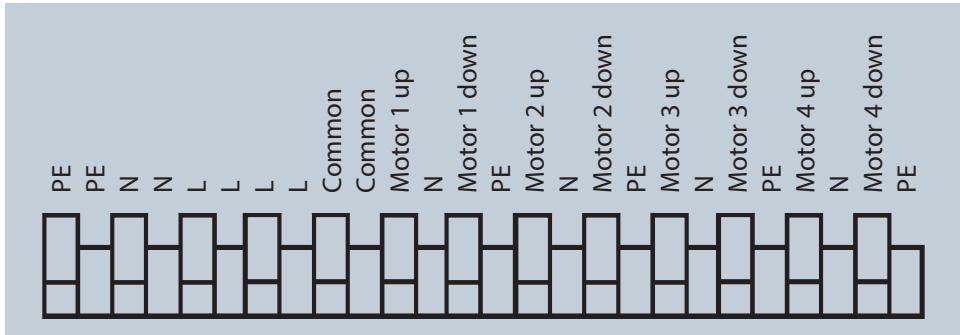 PE
PE
N
N
L
L
L
L
Common
Common
Motor 1 up
N
Motor 1 down
PE
Motor 2 up
N
Motor 2 down
PE
Motor 3 up
N
Motor 3 down
PE
Motor 4 up
N
Motor 4 down
PE